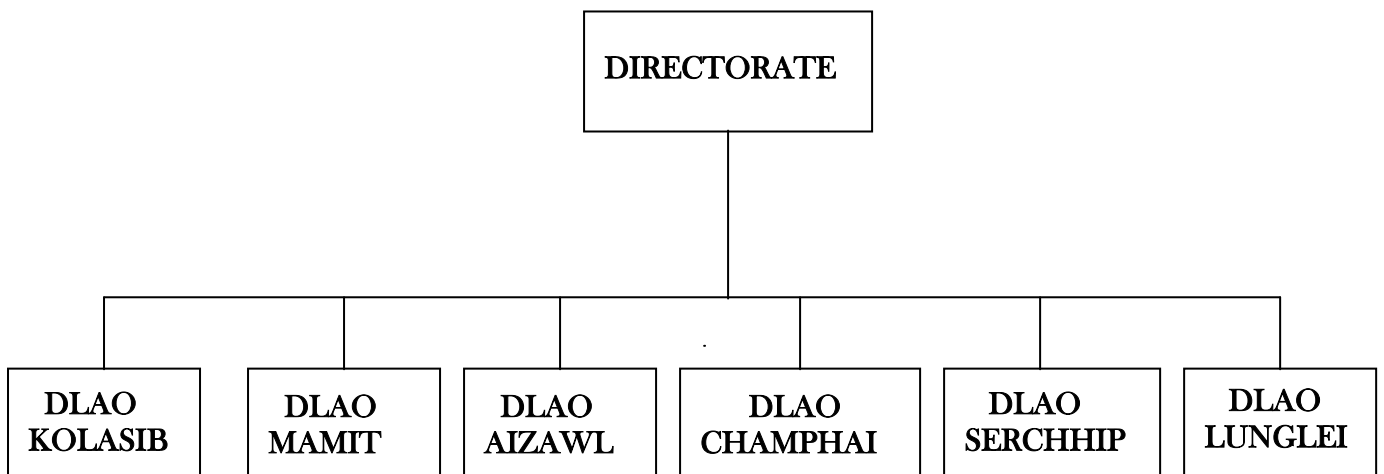 DIRECTORATE
DLAO
KOLASIB
DLAO
MAMIT
DLAO
AIZAWL
DLAO
CHAMPHAI
DLAO
SERCHHIP
DLAO
LUNGLEI